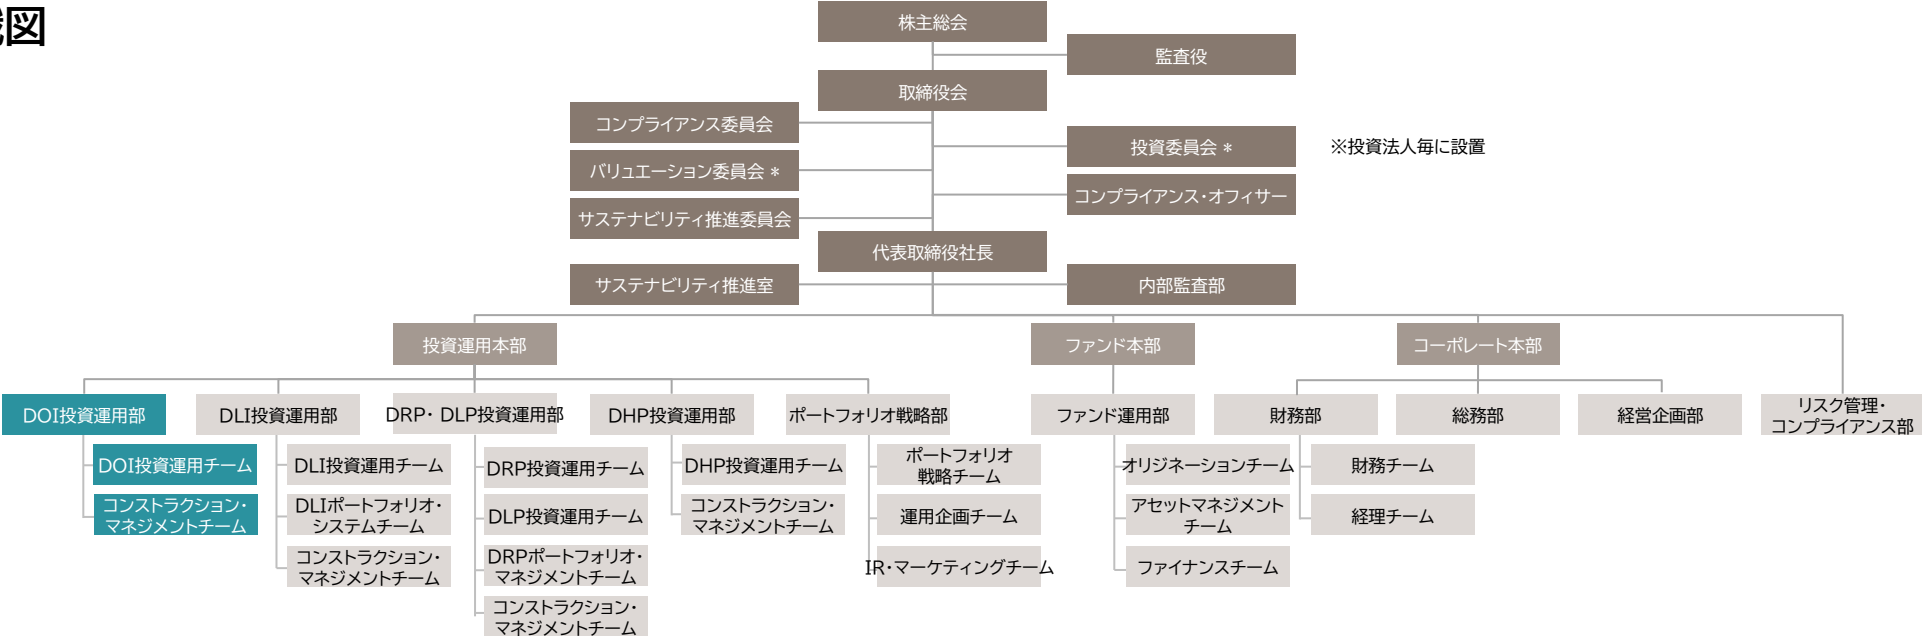 図
株主総会
監査役
取締役会
コンプライアンス委員会
投資委員会 *
※投資法人毎に設置
バリュエーション委員会 *
コンプライアンス・オフィサー
サステナビリティ推進委員会
代表取締役社長
サステナビリティ推進室
内部監査部
投資運用本部
ファンド本部
コーポレート本部
DOI投資運用部
DLI投資運用部
DRP・ DLP投資運用部
DHP投資運用部
ポートフォリオ戦略部
ファンド運用部
財務部
総務部
経営企画部
リスク管理・
コンプライアンス部
DOI投資運用チーム
コンストラクション・
マネジメントチーム
DLI投資運用チーム
DLIポートフォリオ・
システムチーム
コンストラクション・
マネジメントチーム
DRP投資運用チーム
DLP投資運用チーム
DRPポートフォリオ・
マネジメントチーム
コンストラクション・
マネジメントチーム
DHP投資運用チーム
コンストラクション・
マネジメントチーム
ポートフォリオ
戦略チーム
運用企画チーム
IR・マーケティングチーム
オリジネーションチーム
アセットマネジメント
チーム
ファイナンスチーム
財務チーム
経理チーム